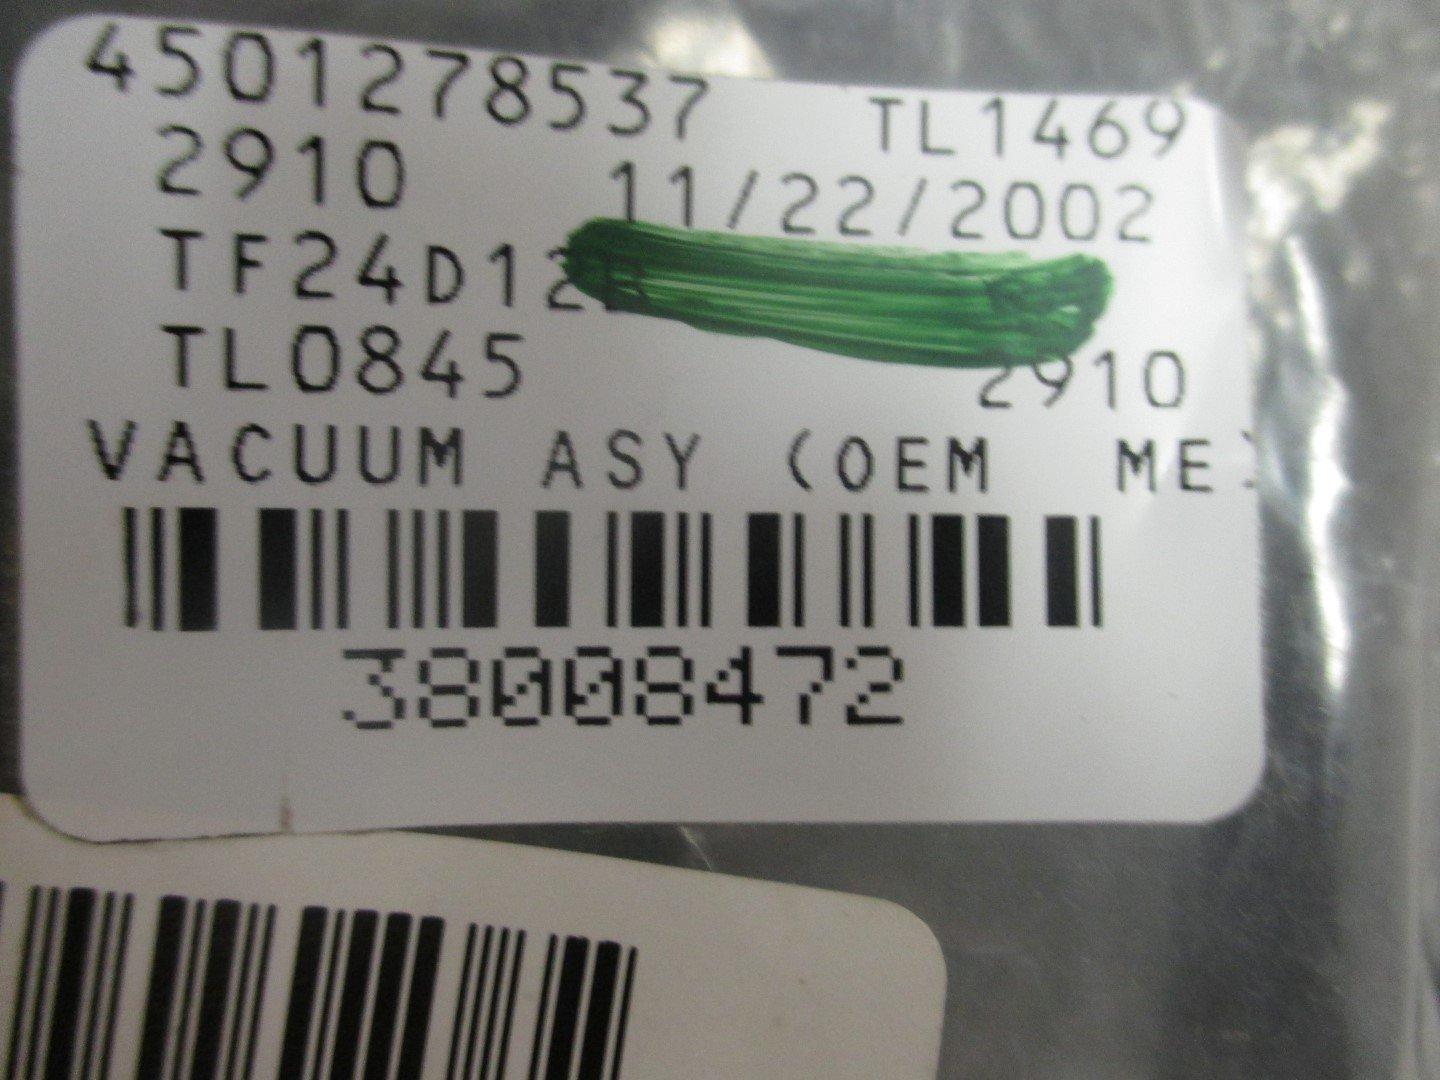 4501278537 TL1469
2910 11/22/2002
TF24D12
TL0845 2910
VACUUM ASY (OEM ME
38008472